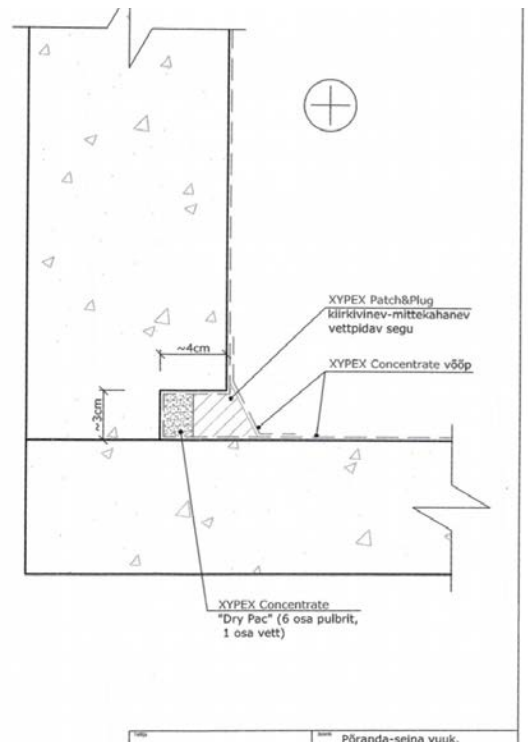 XYPEX Patch&Plug
kiirkivinev-mittekahanev
vettpidav segu
~4cm
XYPEX Concentrate võõp
~3cm
XYPEX Concentrate
"Dry Pac" (6 osa pulbrit,
1 osa vett)
Põranda-seina vuuk.